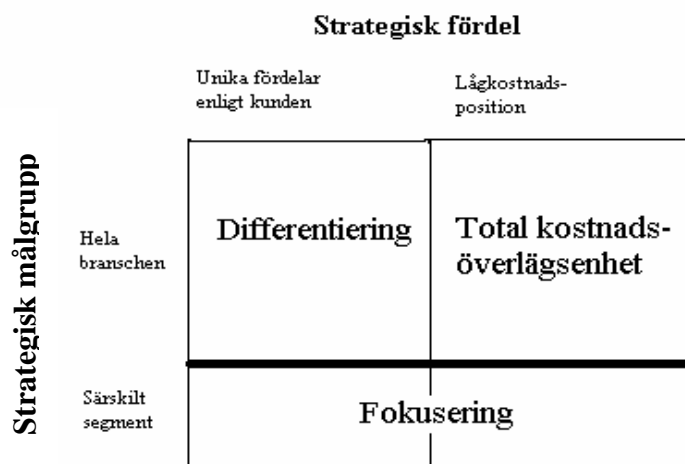 Strategisk fördel
Unika fördelar
enligt kunden
Lågkostnads-
position
Strategisk målgrupp
Hela
branschen
Differentiering
Total kostnads-
överlägsenhet
Särskilt
segment
Fokusering